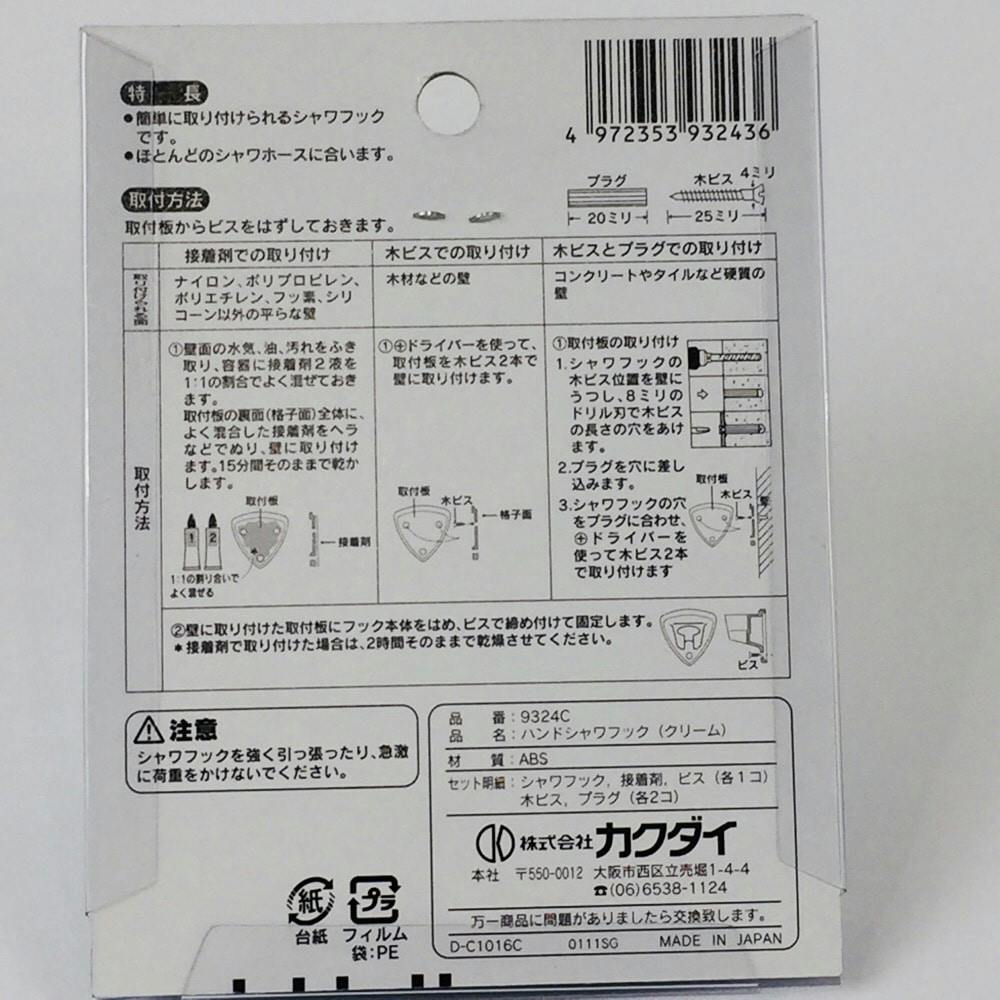 特長
●簡単に取り付けられるシャワフック
です。
●ほとんどのシャワホースに合います。
4 972353 932436
プラグ
20ミリ
木ビス
4ミリ
25ミリ
取付方法
取付板からビスをはずしておきます。
接着剤での取り付け
木ビスでの取り付け
木ビスとプラグでの取り付け
取り付けられる面
ナイロン、ポリプロピレン、
ポリエチレン、フッ素、シリ
コーン以外の平らな壁
木材などの壁
コンクリートやタイルなど硬質の
壁
取付方法
①壁面の水気、油、汚れをふき
取り、容器に接着剤2液を
1:1の割合でよく混ぜておき
ます。
取付板の裏面(格子面)全体に、
よく混合した接着剤をヘラ
などでぬり、壁に取り付け
ます。15分間そのままで乾か
します。
取付板
1 2
接着剤
1:1の割り合いで
よく混ぜる
①⊕ドライバーを使って、
取付板を木ビス2本で
壁に取り付けます。
取付板
木ビス
格子面
①取付板の取り付け
1.シャワフックの
木ビス位置を壁に
うつし、8ミリの
ドリル刃で木ビス
の長さの穴をあけ
ます。
2.プラグを穴に差し
込みます。
3.シャワフックの穴
をプラグに合わせ、
⊕ドライバーを
使って木ビス2本
で取り付けます
取付板
木ビス
壁
②壁に取り付けた取付板にフック本体をはめ、ビスで締め付けて固定します。
*接着剤で取り付けた場合は、2時間そのままで乾燥させてください。
ビス
注意
シャワフックを強く引っ張ったり、急激
に荷重をかけないでください。
品番:9324C
品名:ハンドシャワフック(クリーム)
材質:ABS
セット明細:シャワフック,接着剤,ビス(各1コ)
木ビス,プラグ(各2コ)
株式会社カクダイ
本社 〒550-0012 大阪市西区立売堀1-4-4
☎(06)6538-1124
万一商品に問題がありましたら交換致します。
D-C1016C 0111SG MADE IN JAPAN
紙
プラ
台紙 フィルム
袋:PE